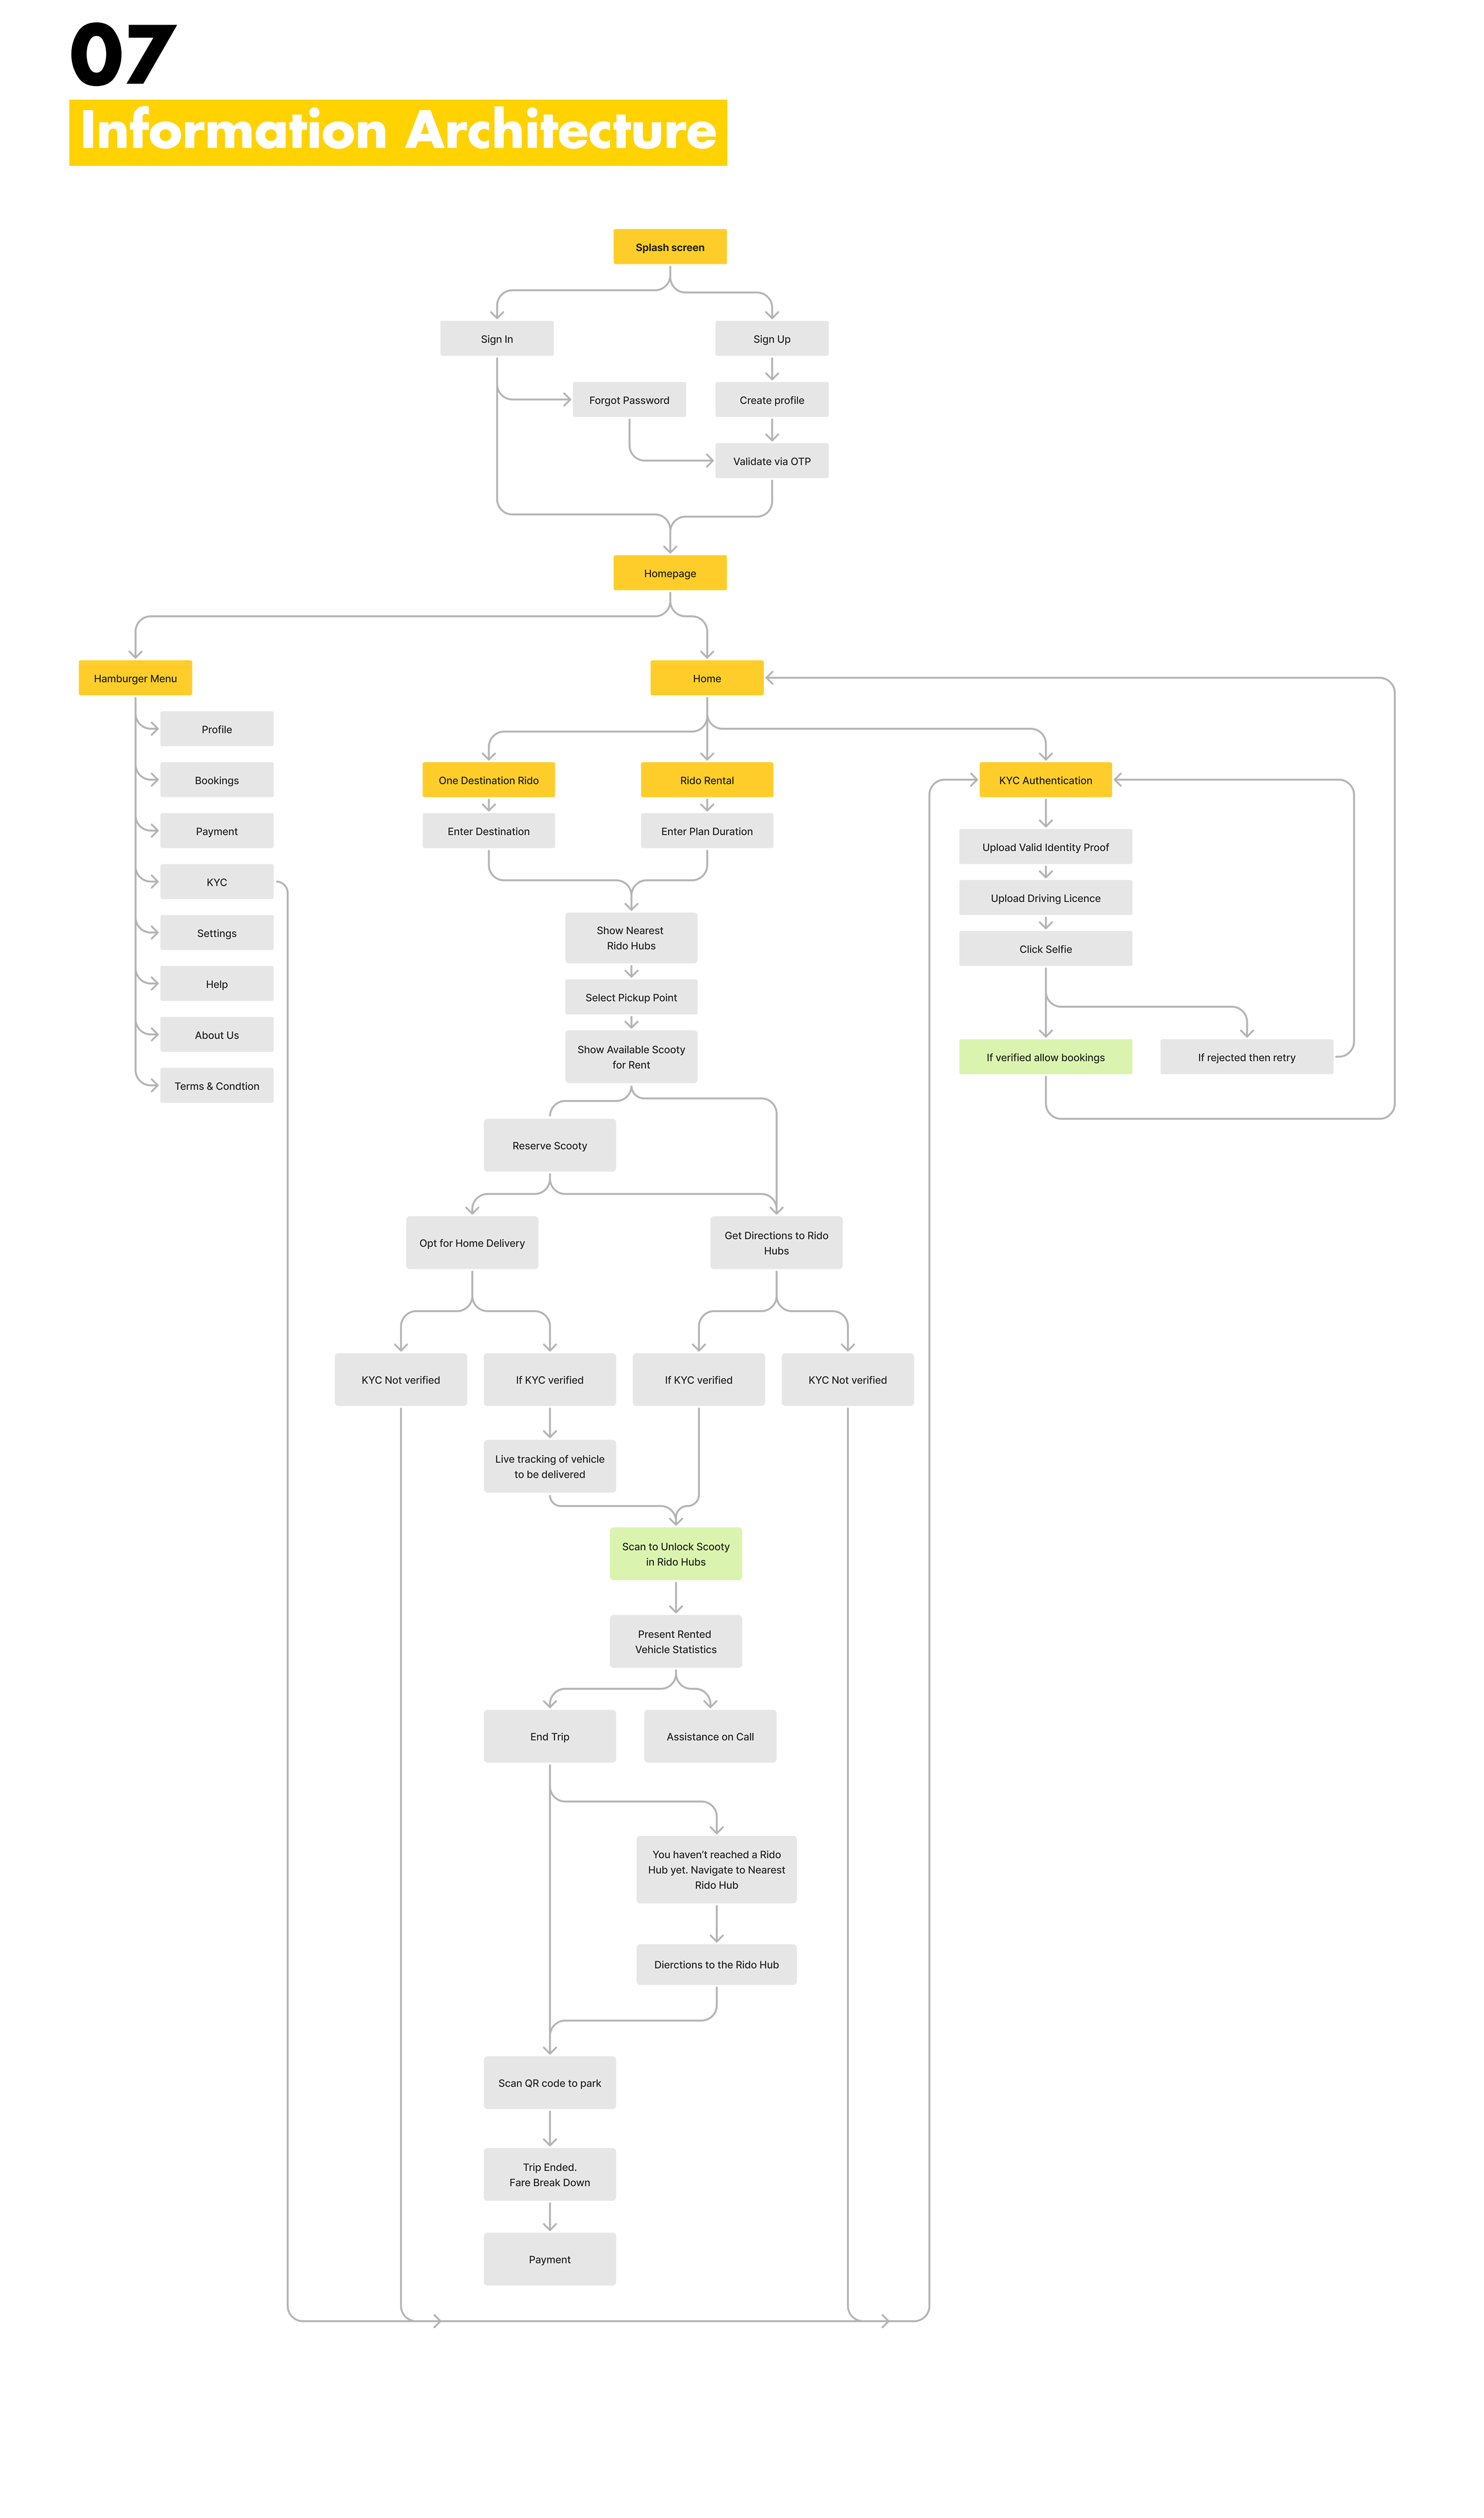 07
Information Architecture
Splash screen
Sign In
Sign Up
Forgot Password
Create profile
Validate via OTP
Homepage
Hamburger Menu
Home
Profile
Bookings
Payment
KYC
Settings
Help
About Us
Terms & Condtion
One Destination Rido
Rido Rental
KYC Authentication
Enter Destination
Enter Plan Duration
Upload Valid Identity Proof
Upload Driving Licence
Click Selfie
If verified allow bookings
If rejected then retry
Show Nearest
Rido Hubs
Select Pickup Point
Show Available Scooty
for Rent
Reserve Scooty
Opt for Home Delivery
Get Directions to Rido
Hubs
KYC Not verified
If KYC verified
If KYC verified
KYC Not verified
Live tracking of vehicle
to be delivered
Scan to Unlock Scooty
in Rido Hubs
Present Rented
Vehicle Statistics
End Trip
Assistance on Call
You haven't reached a Rido
Hub yet. Navigate to Nearest
Rido Hub
Dierctions to the Rido Hub
Scan QR code to park
Trip Ended.
Fare Break Down
Payment